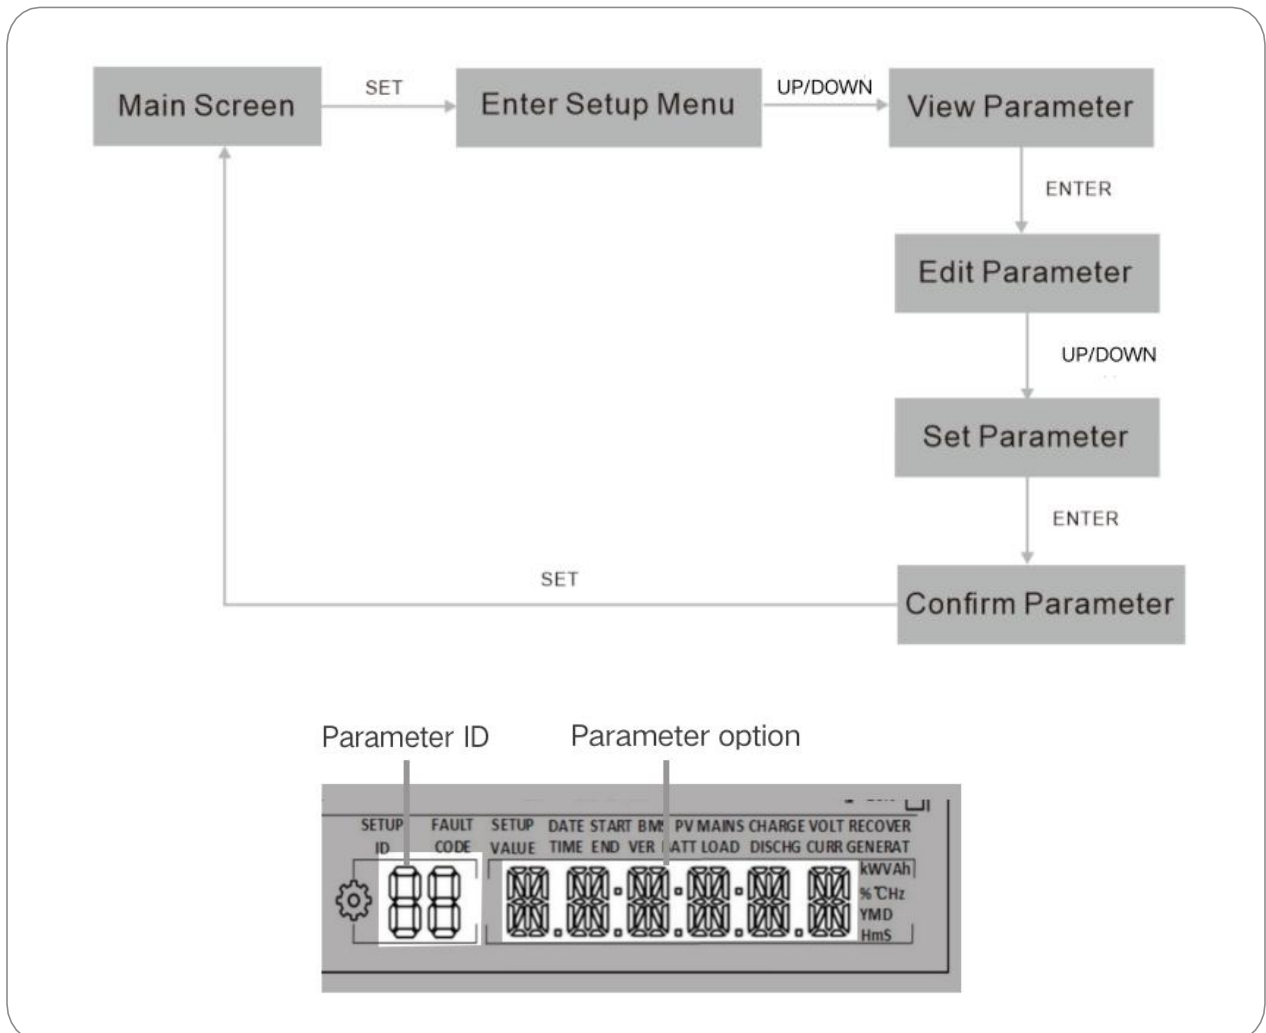 Main Screen
SET
Enter Setup Menu
UP/DOWN
View Parameter
ENTER
Edit Parameter
UP/DOWN
Set Parameter
ENTER
Confirm Parameter
SET
Parameter ID
Parameter option
SETUP FAULT SETUP DATE START BMS PV MAINS CHARGE VOLT RECOVER
ID CODE VALUE TIME END VER BATT LOAD DISCHG CURR GENERAT
kWVAh
%℃Hz
YMD
HmS